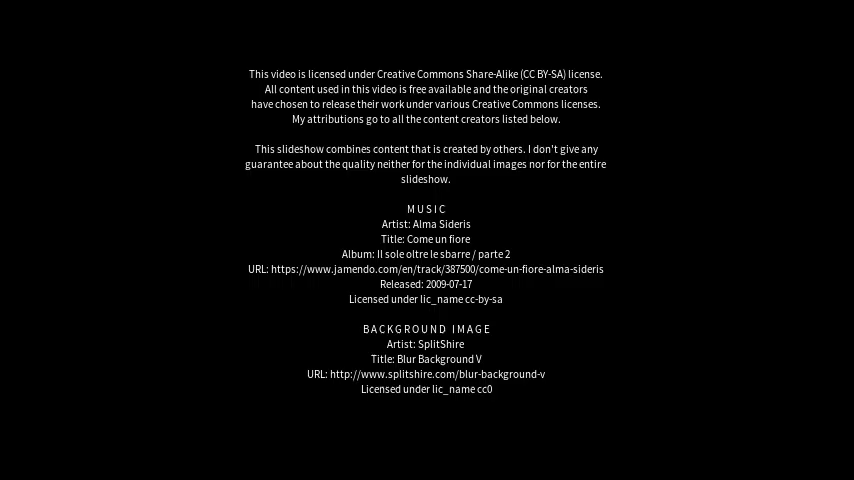 This video is licensed under Creative Commons Share-Alike (CC BY-SA) license.
All content used in this video is free available and the original creators
have chosen to release their work under various Creative Commons licenses.
My attributions go to all the content creators listed below.
This slideshow combines content that is created by others. I don't give any
guarantee about the quality neither for the individual images nor for the entire
slideshow.
MUSIC
Artist: Alma Sideris
Title: Come un fiore
Album: Il sole oltre le sbarre / parte 2
URL: https://www.jamendo.com/en/track/387500/come-un-fiore-alma-sideris
Released: 2009-07-17
Licensed under lic_name cc-by-sa
BACKGROUND IMAGE
Artist: SplitShire
Title: Blur Background V
URL: http://www.splitshire.com/blur-background-v
Licensed under lic_name cc0